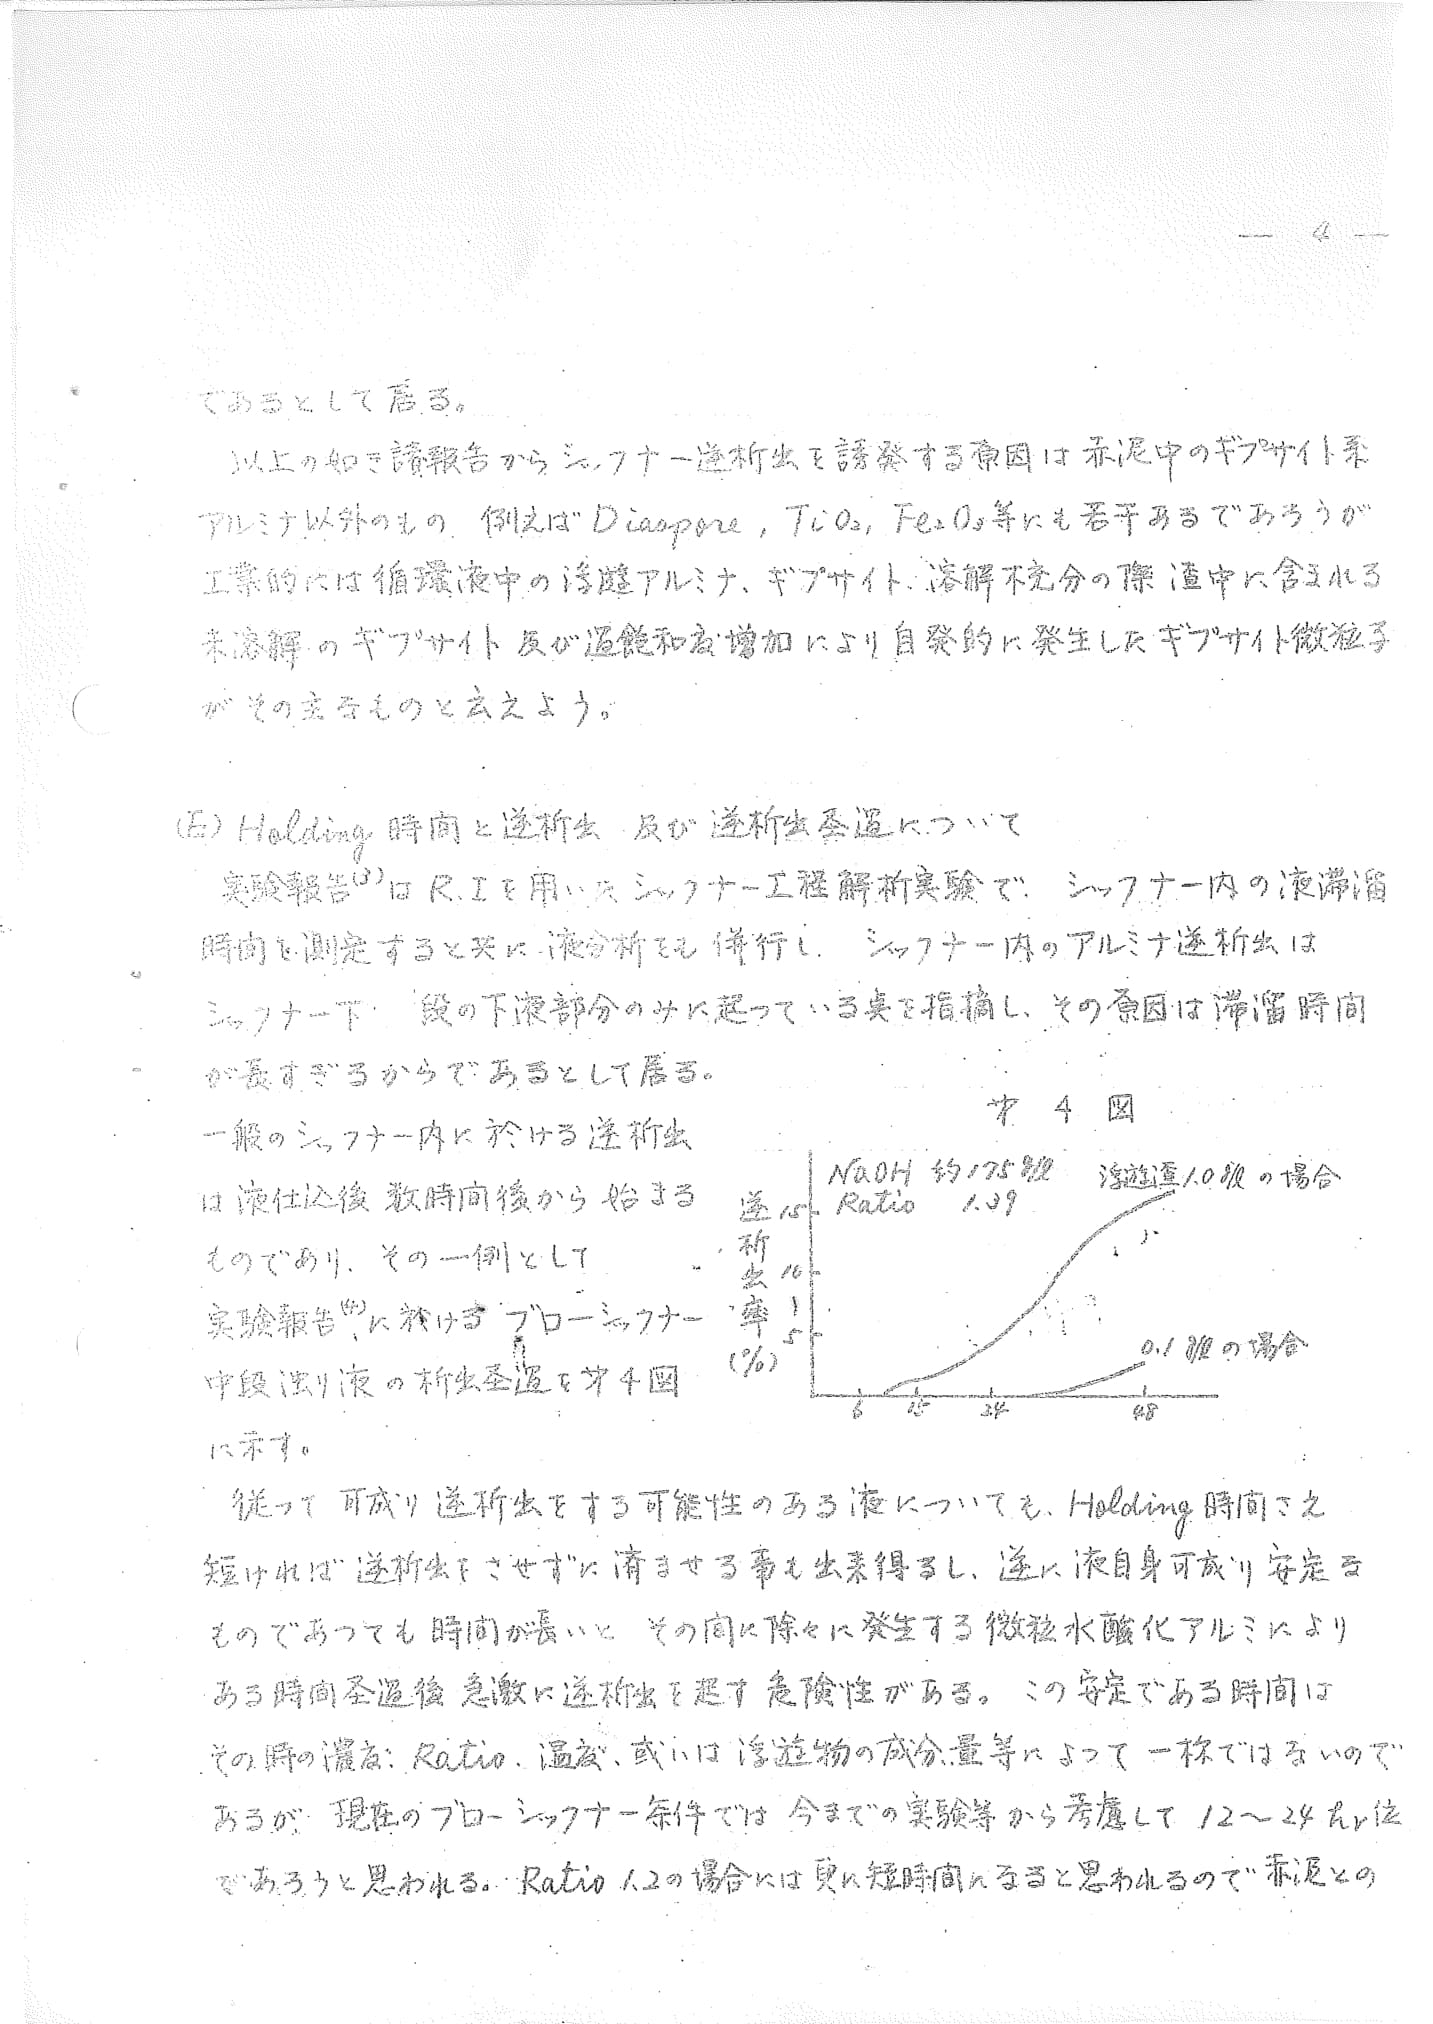 — 4 —
であるとして居る。
以上の如き諸報告からシックナー逆析出を誘発する原因は赤泥中のギプサイト系
アルミナ以外のもの 例えば Diaspore, TiO₂, Fe₂O₃等にも若干あるであろうが
工業的には循環液中の浮遊アルミナ、ギプサイト、溶解不充分の際渣中に含まれる
未溶解のギプサイト及び過飽和度増加により自発的に発生したギプサイト微粒子
がその主なものと云えよう。
(E) Holding 時間と逆析出 及び逆析出経過について
実験報告(3)は R.I を用いたシックナー工程解析実験で、シックナー内の液滞溜
時間を測定すると共に液分析をも併行し、シックナー内のアルミナ逆析出は
シックナー下 段の下液部分のみに起っている点を指摘し、その原因は滞溜時間
が長すぎるからであるとして居る。
一般のシックナー内に於ける逆析出
は液仕込後数時間後から始まる
ものであり、その一例として
実験報告(4)に於けるブローシックナー
中段濁り液の析出経過を第4図
に示す。
第 4 図
NaOH 約175g/l
Ratio 1.39
浮遊渣1.0g/lの場合
0.1g/lの場合
逆析出率(%)
15
10
5
6 15 24 48
従って可成り逆析出をする可能性のある液についても、Holding時間さえ
短ければ逆析出をさせずに済ませる事も出来得るし、逆に液自身可成り安定な
ものであっても時間が長いと その間に除々に発生する微粒水酸化アルミにより
ある時間経過後急激に逆析出を起す危険性がある。この安定である時間は
その時の濃度、Ratio、温度、或いは浮遊物の成分、量等によって一様ではないので
あるが、現在のブローシックナー条件では今までの実験等から考慮して 12〜24 hr位
であろうと思われる。Ratio 1.2の場合には更に短時間になると思われるので赤泥との